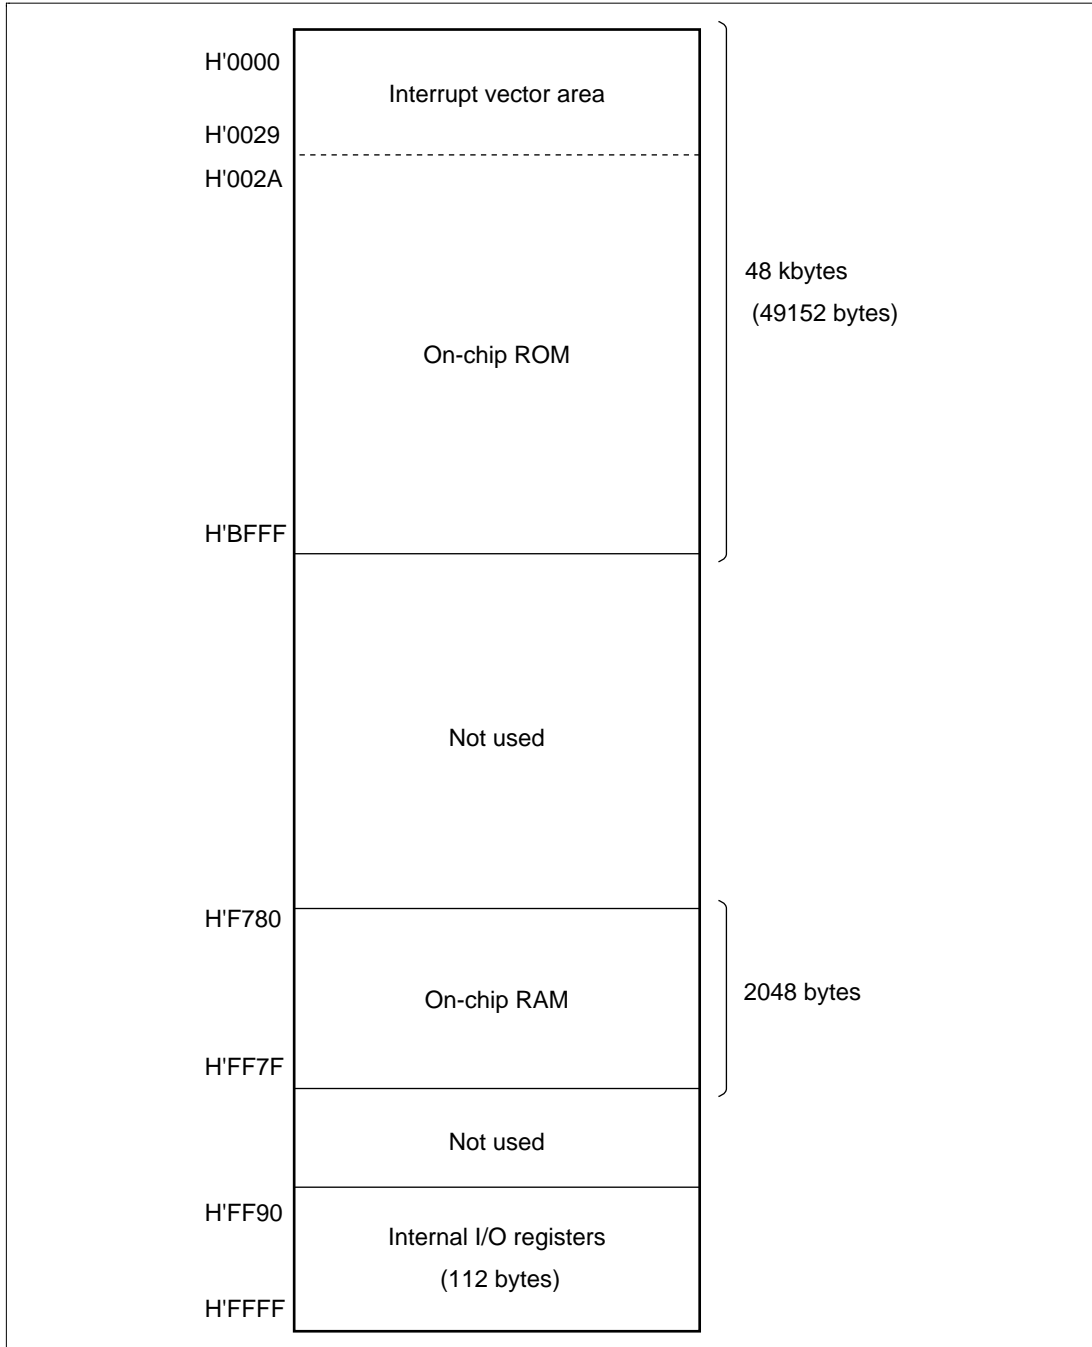 H'0000
Interrupt vector area
H'0029
H'002A
48 kbytes
(49152 bytes)
On-chip ROM
H'BFFF
Not used
H'F780
On-chip RAM
2048 bytes
H'FF7F
Not used
H'FF90
Internal I/O registers
(112 bytes)
H'FFFF